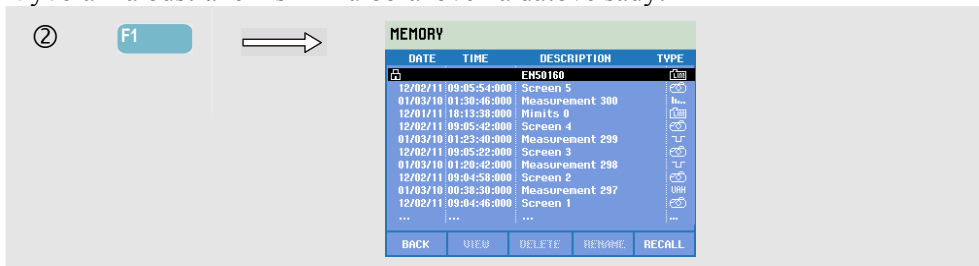 ② F1
MEMORY
DATE TIME DESCRIPTION TYPE
EN50160
12/02/11 09:05:54:000 Screen 5
01/03/10 01:30:46:000 Measurement 300
12/01/11 18:13:38:000 Mimits 0
12/02/11 09:05:42:000 Screen 4
01/03/10 01:23:40:000 Measurement 299
12/02/11 09:05:22:000 Screen 3
01/03/10 01:20:42:000 Measurement 298
12/02/11 09:04:58:000 Screen 2
01/03/10 00:38:30:000 Measurement 297 VAH
12/02/11 09:04:46:000 Screen 1
... ... ... ...
BACK VIEW DELETE RENAME RECALL